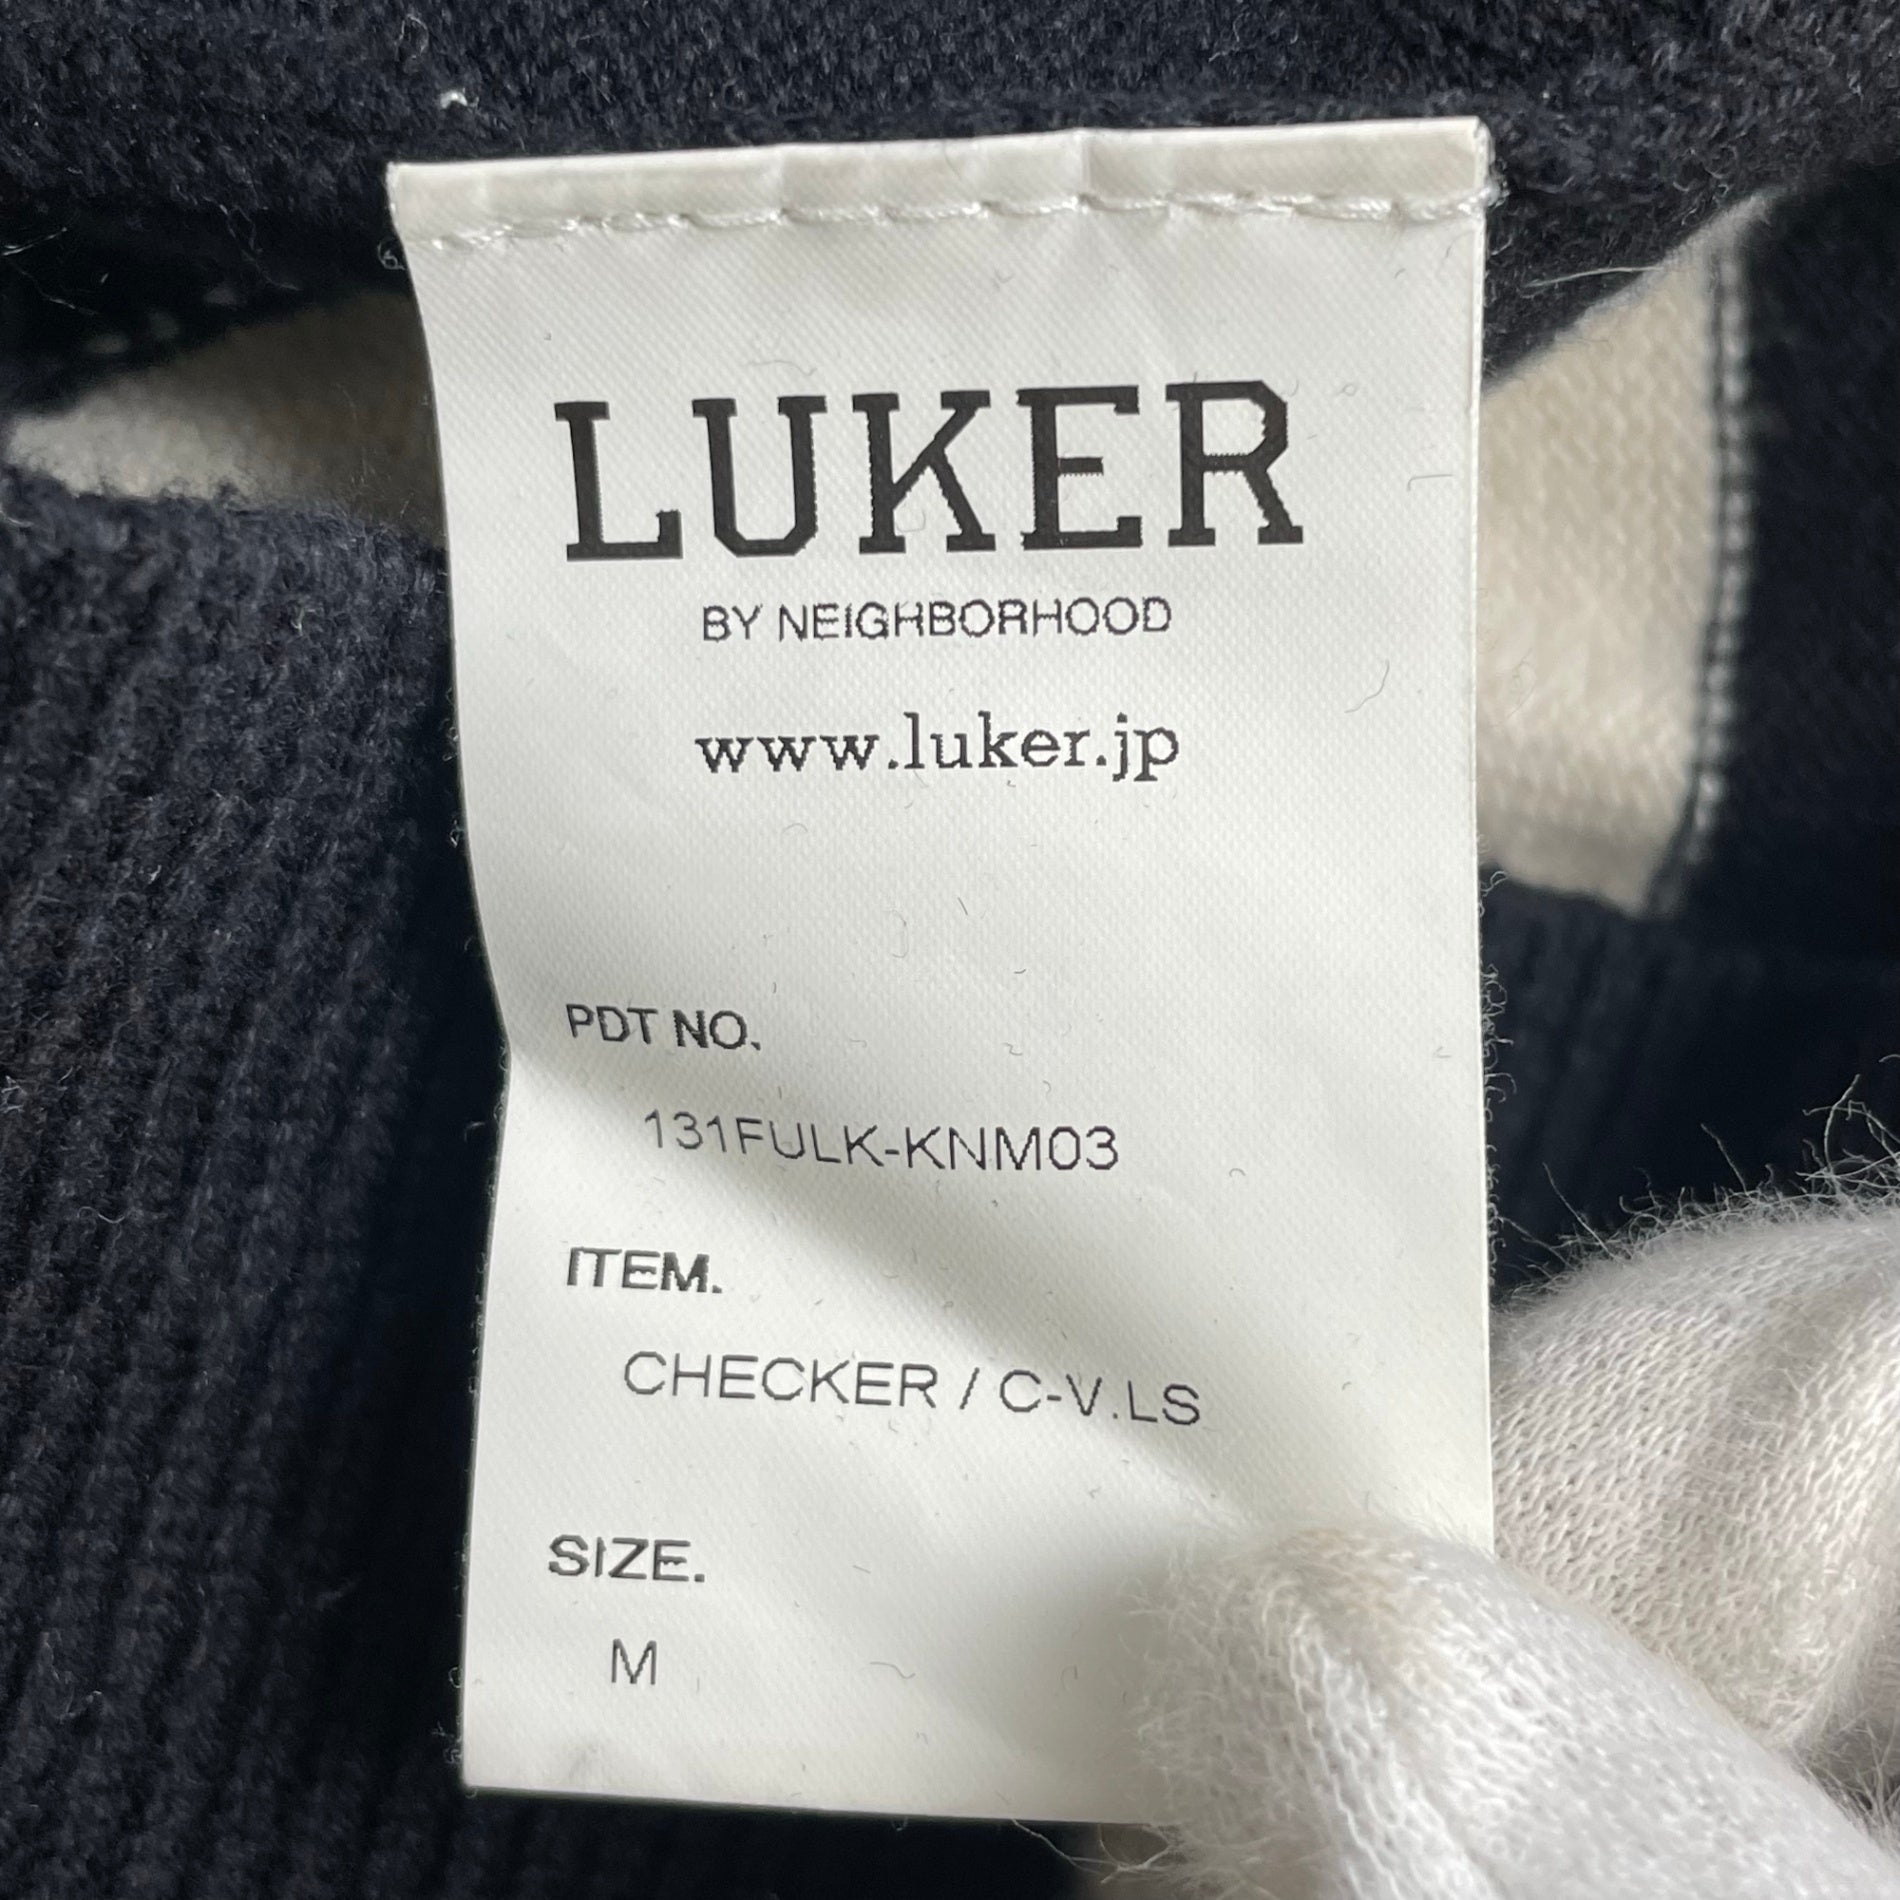 LUKER
BY NEIGHBORHOOD
www.luker.jp
PDT NO.
131FULK-KNM03
ITEM.
CHECKER / C-V.LS
SIZE.
M